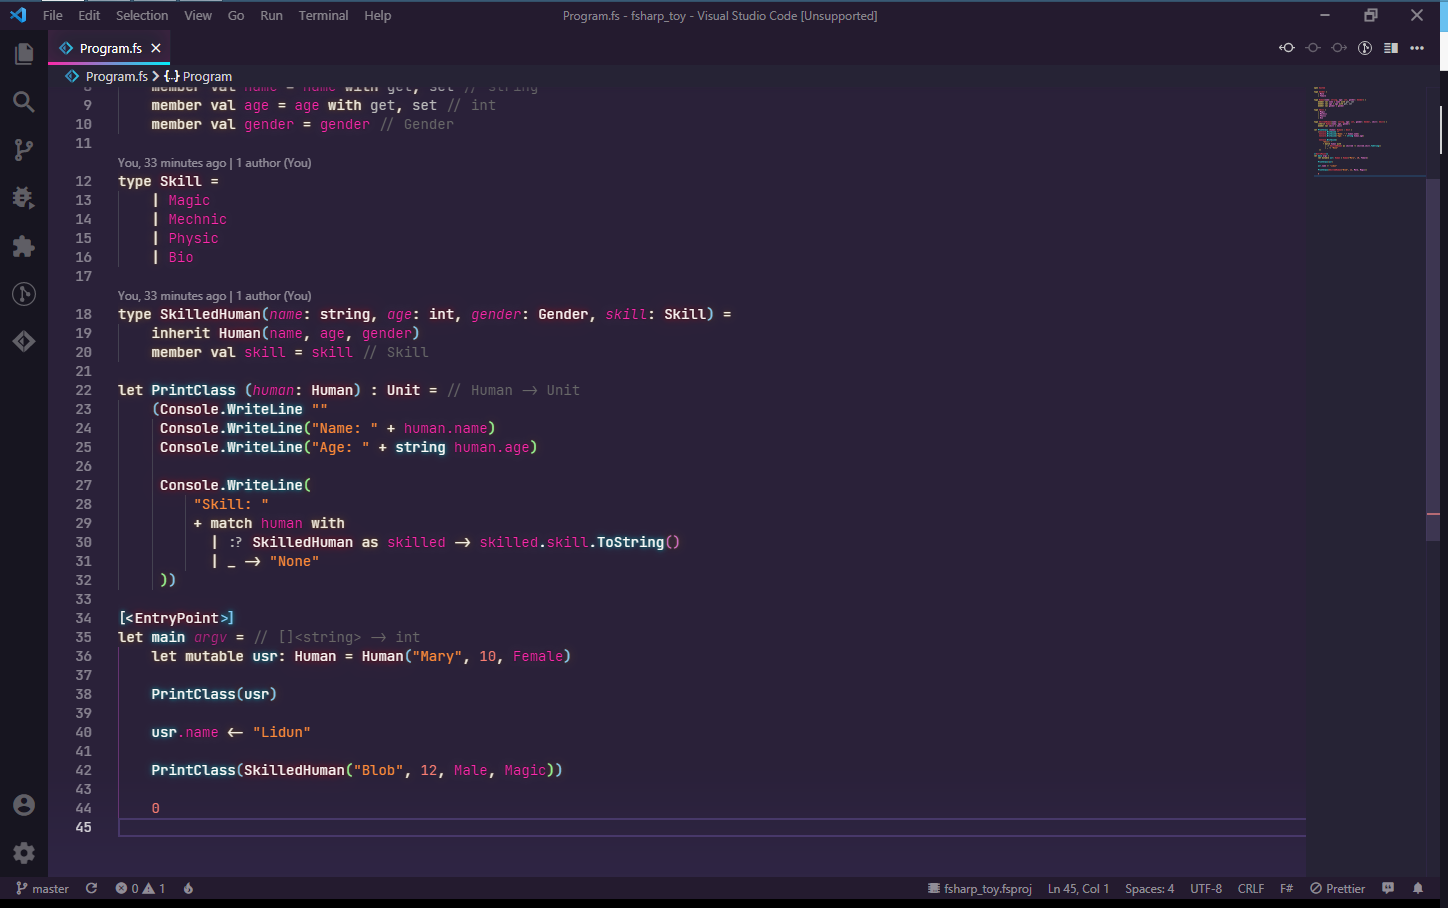 File Edit Selection View Go Run Terminal Help
Program.fs - fsharp_toy - Visual Studio Code [Unsupported]
Program.fs
Program.fs > {} Program
8 member val name = name with get, set // string
9 member val age = age with get, set // int
10 member val gender = gender // Gender
11
You, 33 minutes ago | 1 author (You)
12 type Skill =
13 | Magic
14 | Mechnic
15 | Physic
16 | Bio
17
You, 33 minutes ago | 1 author (You)
18 type SkilledHuman(name: string, age: int, gender: Gender, skill: Skill) =
19 inherit Human(name, age, gender)
20 member val skill = skill // Skill
21
22 let PrintClass (human: Human) : Unit = // Human -> Unit
23 (Console.WriteLine ""
24 Console.WriteLine("Name: " + human.name)
25 Console.WriteLine("Age: " + string human.age)
26
27 Console.WriteLine(
28 "Skill: "
29 + match human with
30 | :? SkilledHuman as skilled -> skilled.skill.ToString()
31 | _ -> "None"
32 ))
33
34 [<EntryPoint>]
35 let main argv = // []<string> -> int
36 let mutable usr: Human = Human("Mary", 10, Female)
37
38 PrintClass(usr)
39
40 usr.name <- "Lidun"
41
42 PrintClass(SkilledHuman("Blob", 12, Male, Magic))
43
44 0
45
master 0 1 fsharp_toy.fsproj Ln 45, Col 1 Spaces: 4 UTF-8 CRLF F# Prettier